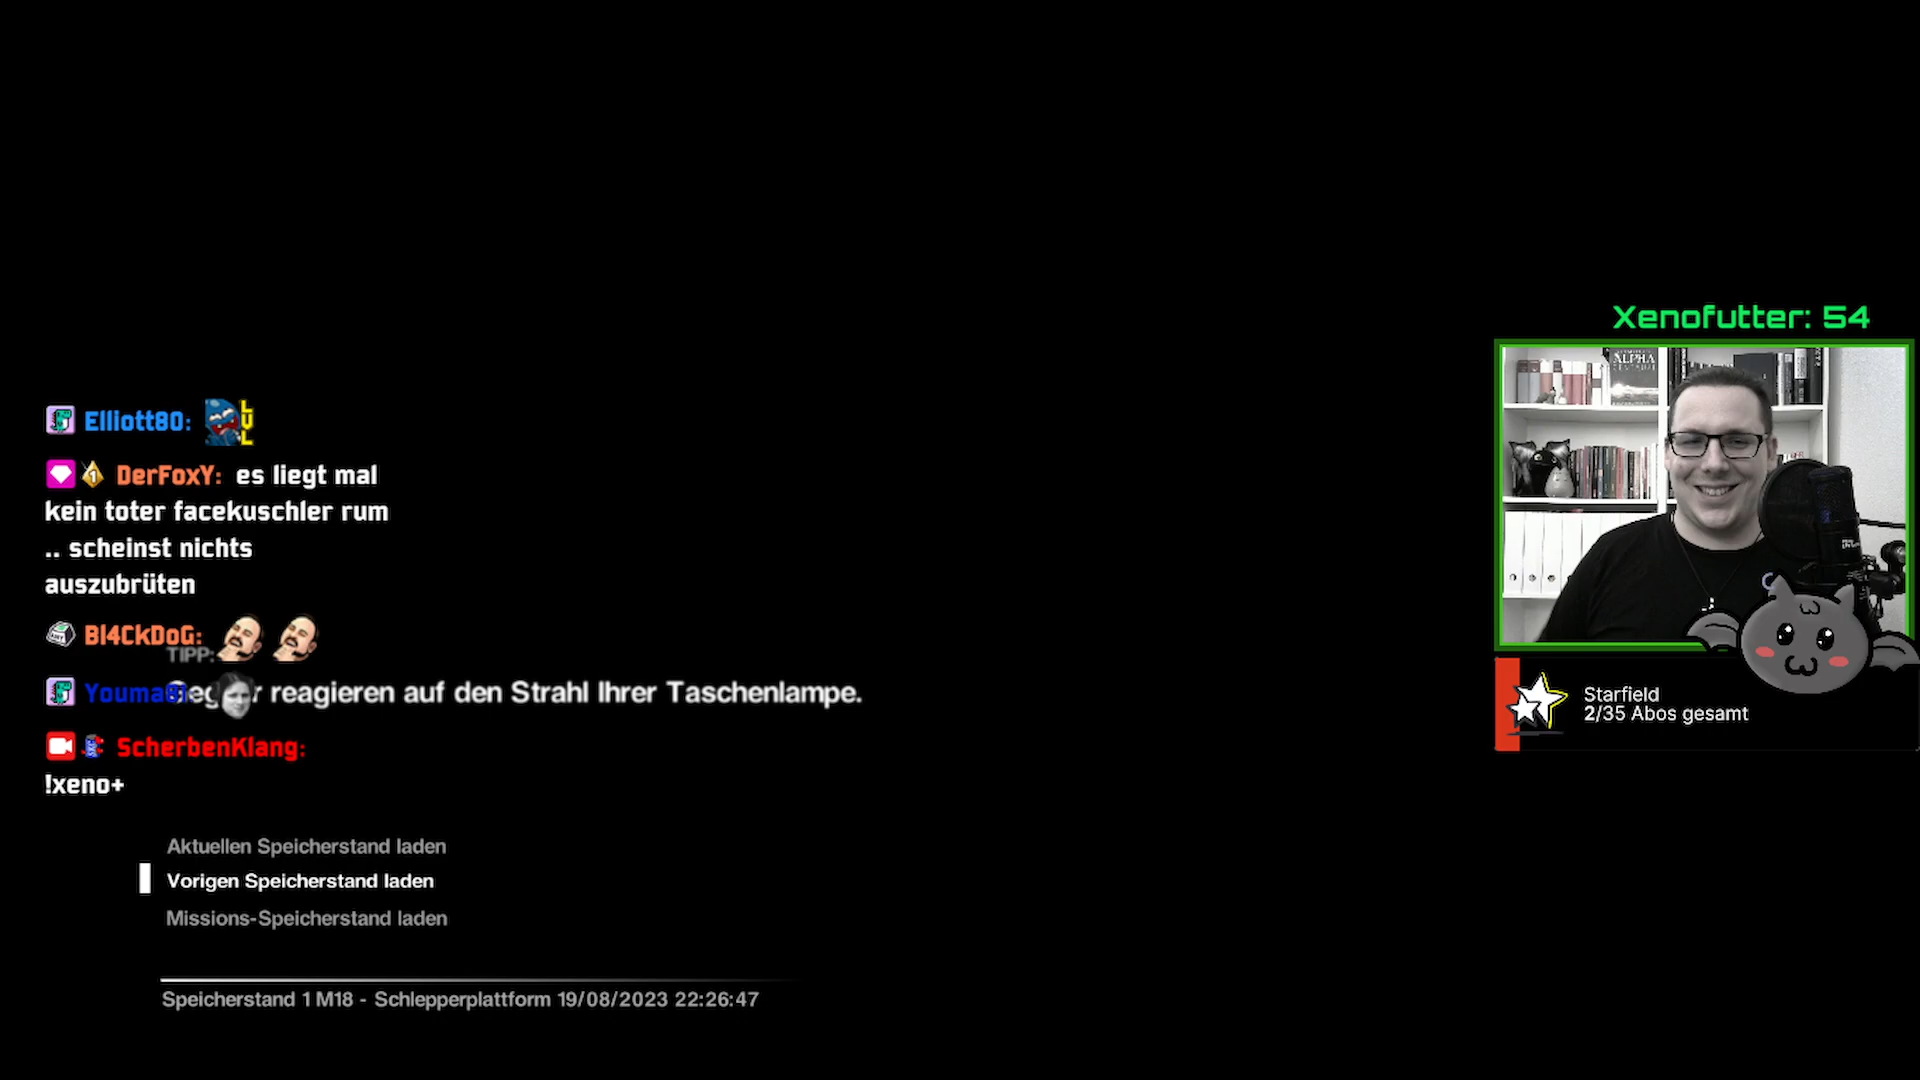 Xenofutter: 54
ALPHA
Elliott80: LUL
DerFoxY: es liegt mal
kein toter facekuschler rum
.. scheinst nichts
auszubrüten
Bl4CkDoG:
TIPP:
reagieren auf den Strahl Ihrer Taschenlampe.
ScherbenKlang:
!xeno+
Starfield
2/35 Abos gesamt
Aktuellen Speicherstand laden
Vorigen Speicherstand laden
Missions-Speicherstand laden
Speicherstand 1 M18 - Schlepperplattform 19/08/2023 22:26:47